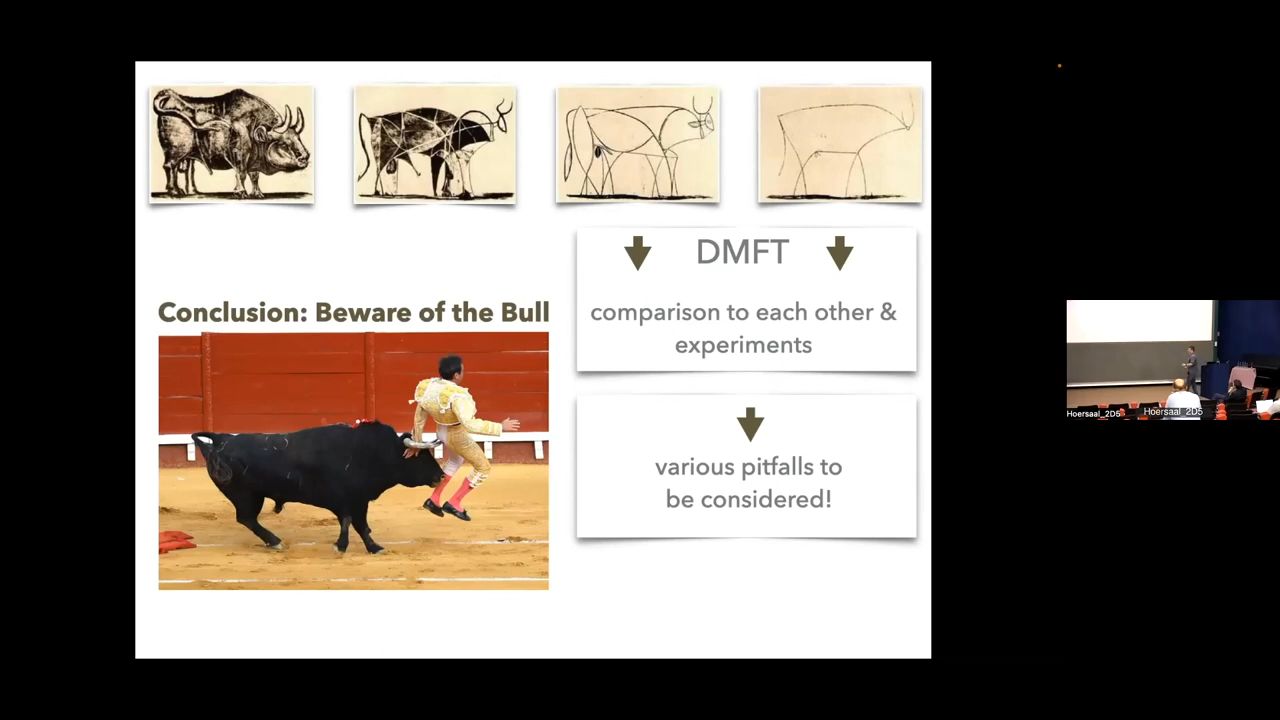 DMFT
comparison to each other &
experiments
Conclusion: Beware of the Bull
various pitfalls to
be considered!
Hoersaal_2D5
Hoersaal_2D5